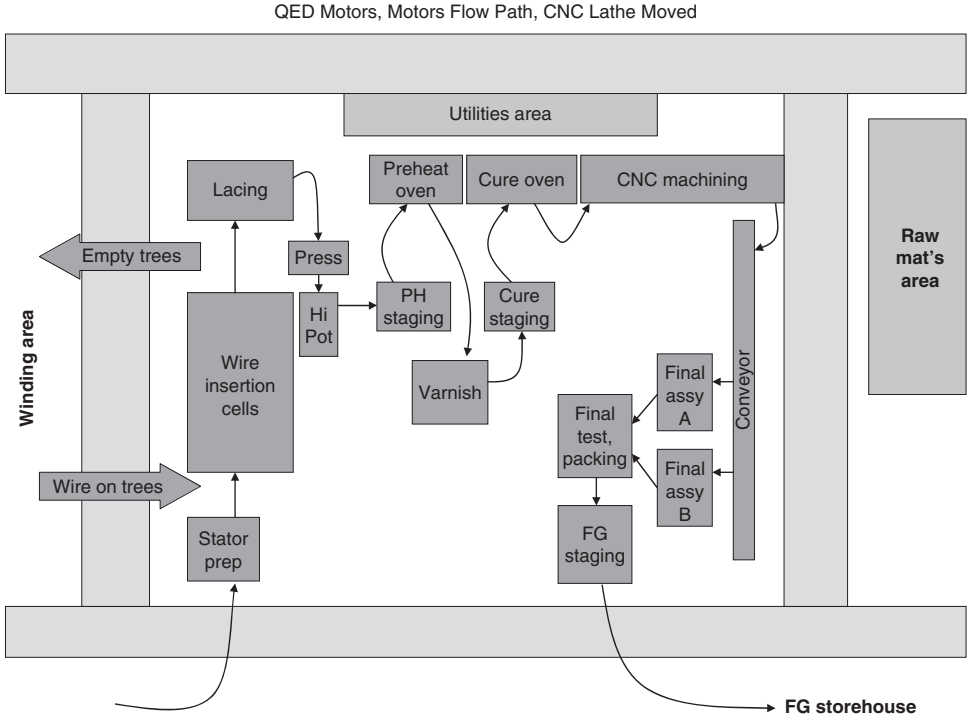 QED Motors, Motors Flow Path, CNC Lathe Moved
Utilities area
Lacing
Preheat
oven
Cure oven
CNC machining
Raw
mat's
area
Empty trees
Press
Hi
Pot
PH
staging
Cure
staging
Winding area
Wire
insertion
cells
Varnish
Final
assy
A
Conveyor
Final
test,
packing
Final
assy
B
Wire on trees
Stator
prep
FG
staging
FG storehouse